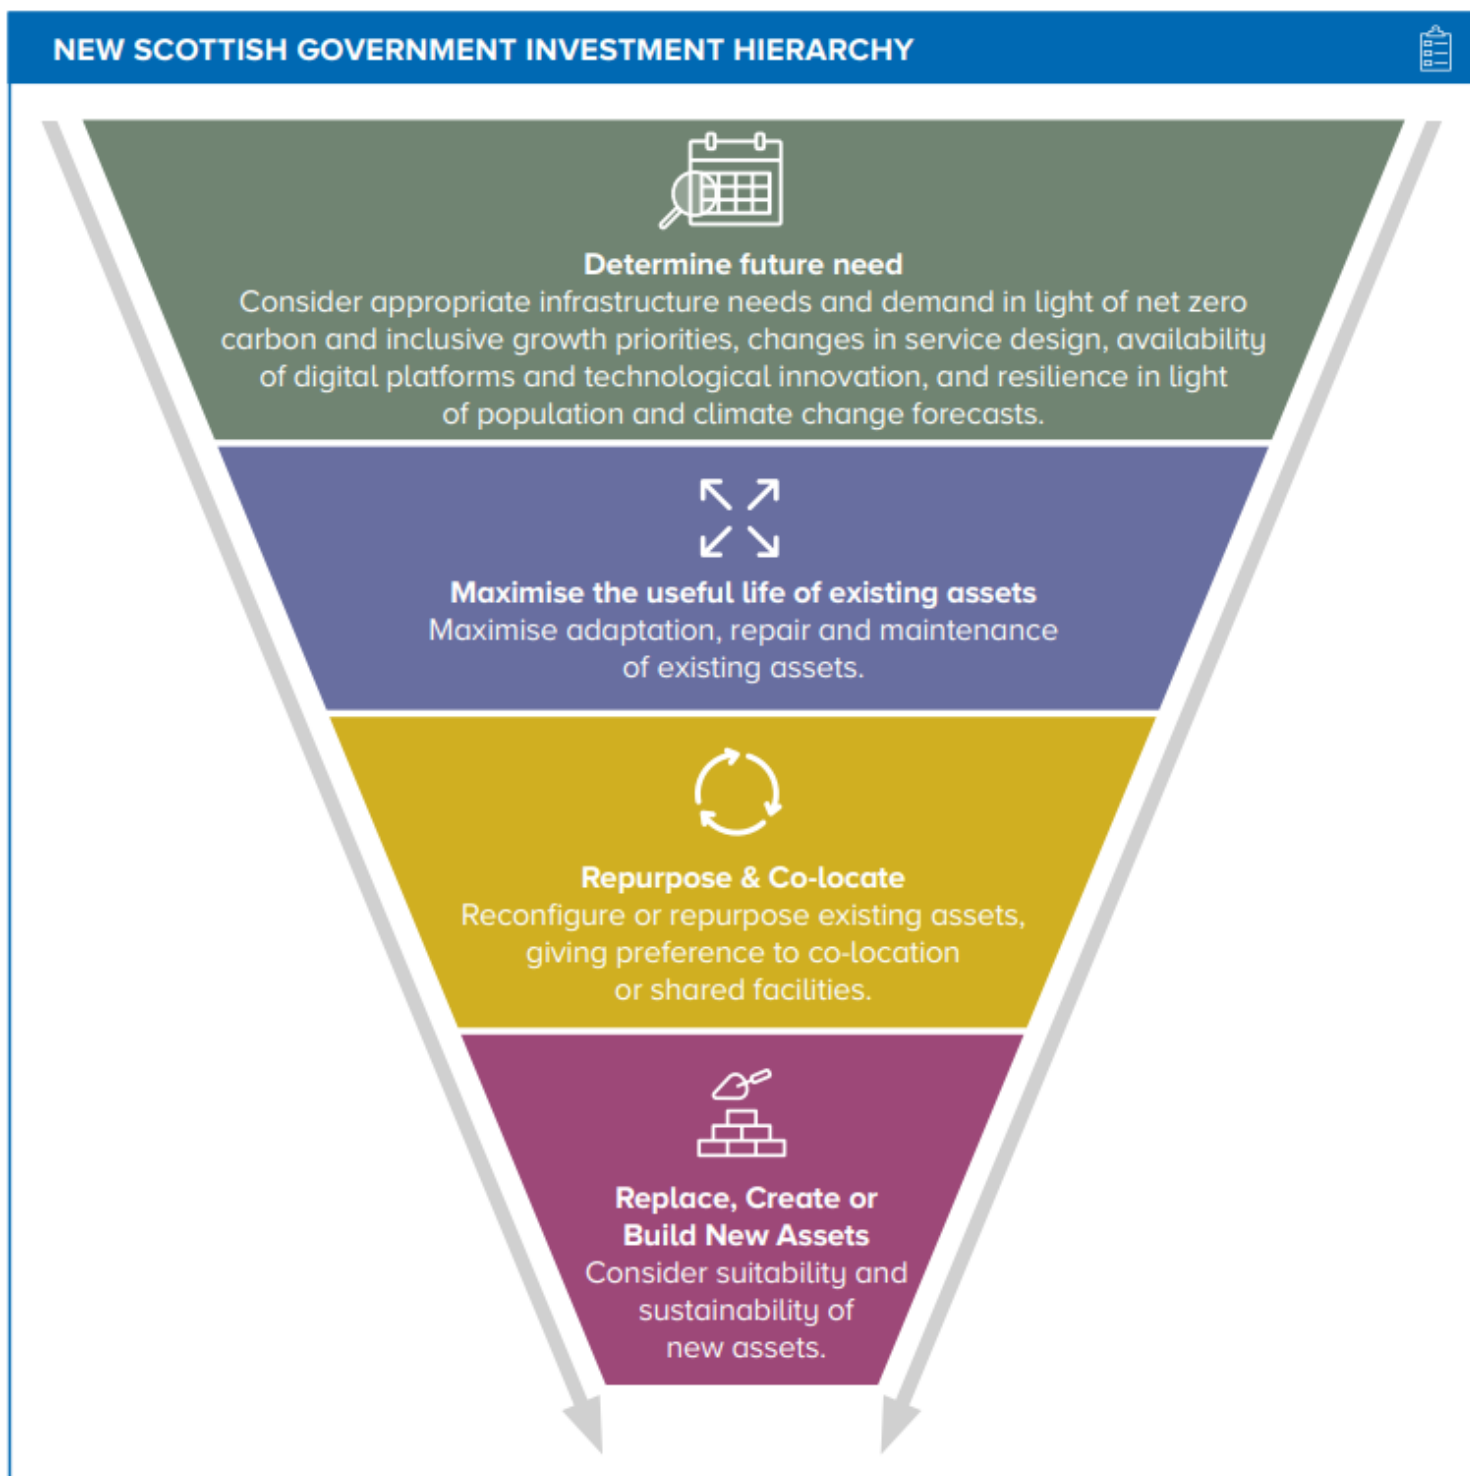 NEW SCOTTISH GOVERNMENT INVESTMENT HIERARCHY
Determine future need
Consider appropriate infrastructure needs and demand in light of net zero
carbon and inclusive growth priorities, changes in service design, availability
of digital platforms and technological innovation, and resilience in light
of population and climate change forecasts.
Maximise the useful life of existing assets
Maximise adaptation, repair and maintenance
of existing assets.
Repurpose & Co-locate
Reconfigure or repurpose existing assets,
giving preference to co-location
or shared facilities.
Replace, Create or
Build New Assets
Consider suitability and
sustainability of
new assets.